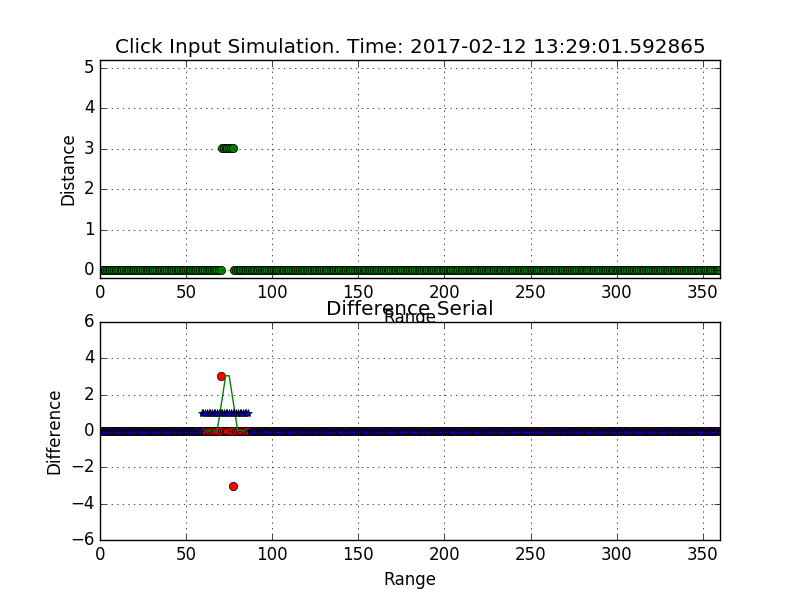 Click Input Simulation. Time: 2017-02-12 13:29:01.592865
5
4
3
2
1
0
Distance
0 50 100 150 200 250 300 350
Range
Difference Serial
6
4
2
0
−2
−4
−6
Difference
0 50 100 150 200 250 300 350
Range